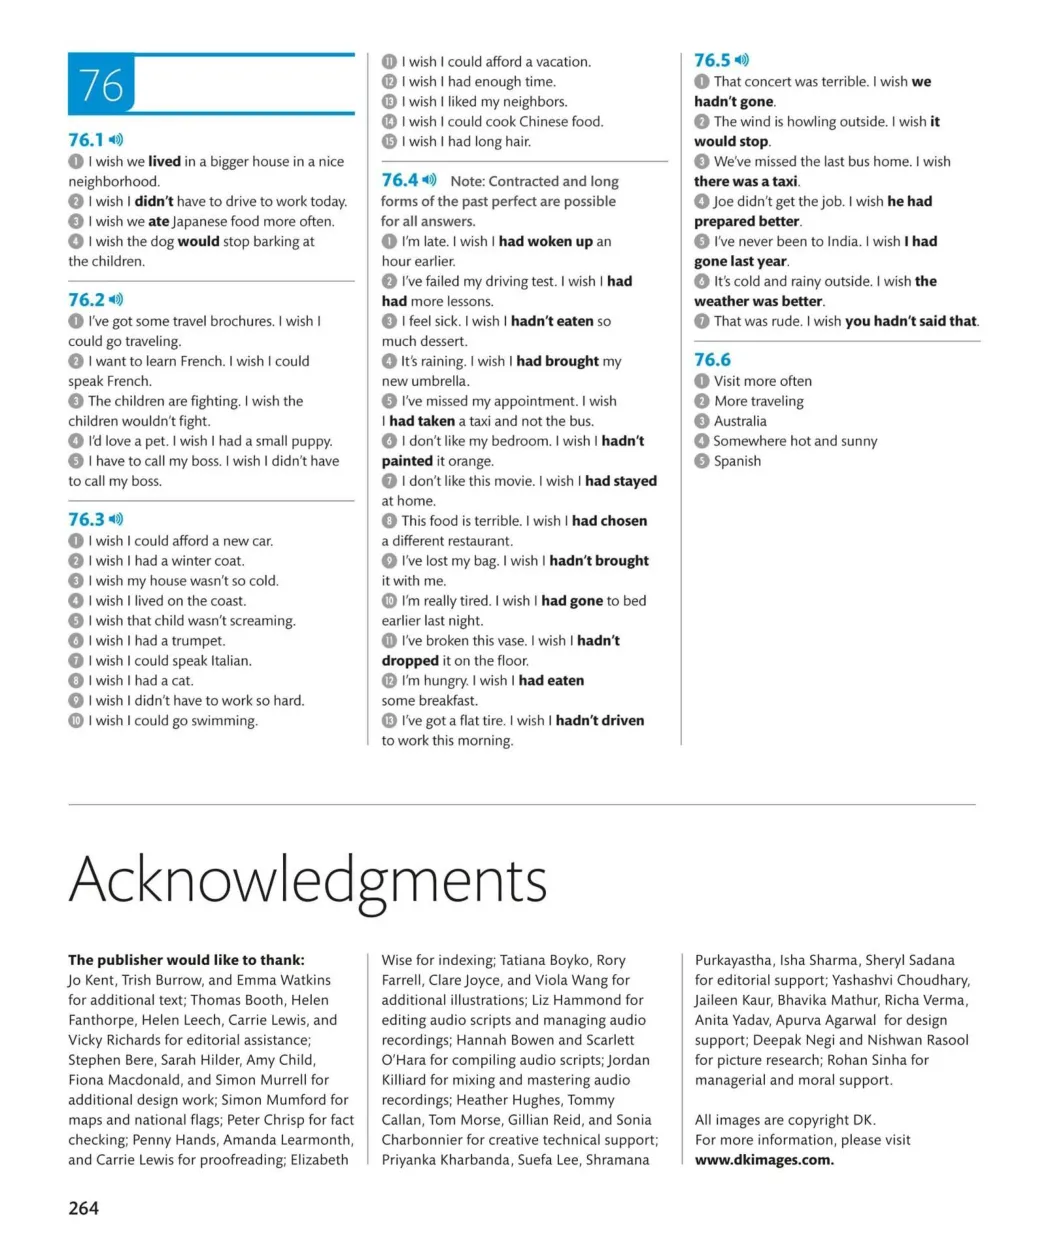 76
76.1
1 I wish we lived in a bigger house in a nice
neighborhood.
2 I wish I didn't have to drive to work today.
3 I wish we ate Japanese food more often.
4 I wish the dog would stop barking at
the children.
76.2
1 I've got some travel brochures. I wish I
could go traveling.
2 I want to learn French. I wish I could
speak French.
3 The children are fighting. I wish the
children wouldn't fight.
4 I'd love a pet. I wish I had a small puppy.
5 I have to call my boss. I wish I didn't have
to call my boss.
76.3
1 I wish I could afford a new car.
2 I wish I had a winter coat.
3 I wish my house wasn't so cold.
4 I wish I lived on the coast.
5 I wish that child wasn't screaming.
6 I wish I had a trumpet.
7 I wish I could speak Italian.
8 I wish I had a cat.
9 I wish I didn't have to work so hard.
10 I wish I could go swimming.
11 I wish I could afford a vacation.
12 I wish I had enough time.
13 I wish I liked my neighbors.
14 I wish I could cook Chinese food.
15 I wish I had long hair.
76.4 Note: Contracted and long
forms of the past perfect are possible
for all answers.
1 I'm late. I wish I had woken up an
hour earlier.
2 I've failed my driving test. I wish I had
had more lessons.
3 I feel sick. I wish I hadn't eaten so
much dessert.
4 It's raining. I wish I had brought my
new umbrella.
5 I've missed my appointment. I wish
I had taken a taxi and not the bus.
6 I don't like my bedroom. I wish I hadn't
painted it orange.
7 I don't like this movie. I wish I had stayed
at home.
8 This food is terrible. I wish I had chosen
a different restaurant.
9 I've lost my bag. I wish I hadn't brought
it with me.
10 I'm really tired. I wish I had gone to bed
earlier last night.
11 I've broken this vase. I wish I hadn't
dropped it on the floor.
12 I'm hungry. I wish I had eaten
some breakfast.
13 I've got a flat tire. I wish I hadn't driven
to work this morning.
76.5
1 That concert was terrible. I wish we
hadn't gone.
2 The wind is howling outside. I wish it
would stop.
3 We've missed the last bus home. I wish
there was a taxi.
4 Joe didn't get the job. I wish he had
prepared better.
5 I've never been to India. I wish I had
gone last year.
6 It's cold and rainy outside. I wish the
weather was better.
7 That was rude. I wish you hadn't said that.
76.6
1 Visit more often
2 More traveling
3 Australia
4 Somewhere hot and sunny
5 Spanish
Acknowledgments
The publisher would like to thank:
Jo Kent, Trish Burrow, and Emma Watkins
for additional text; Thomas Booth, Helen
Fanthorpe, Helen Leech, Carrie Lewis, and
Vicky Richards for editorial assistance;
Stephen Bere, Sarah Hilder, Amy Child,
Fiona Macdonald, and Simon Murrell for
additional design work; Simon Mumford for
maps and national flags; Peter Chrisp for fact
checking; Penny Hands, Amanda Learmonth,
and Carrie Lewis for proofreading; Elizabeth
Wise for indexing; Tatiana Boyko, Rory
Farrell, Clare Joyce, and Viola Wang for
additional illustrations; Liz Hammond for
editing audio scripts and managing audio
recordings; Hannah Bowen and Scarlett
O'Hara for compiling audio scripts; Jordan
Killiard for mixing and mastering audio
recordings; Heather Hughes, Tommy
Callan, Tom Morse, Gillian Reid, and Sonia
Charbonnier for creative technical support;
Priyanka Kharbanda, Suefa Lee, Shramana
Purkayastha, Isha Sharma, Sheryl Sadana
for editorial support; Yashashvi Choudhary,
Jaileen Kaur, Bhavika Mathur, Richa Verma,
Anita Yadav, Apurva Agarwal for design
support; Deepak Negi and Nishwan Rasool
for picture research; Rohan Sinha for
managerial and moral support.
All images are copyright DK.
For more information, please visit
www.dkimages.com.
264